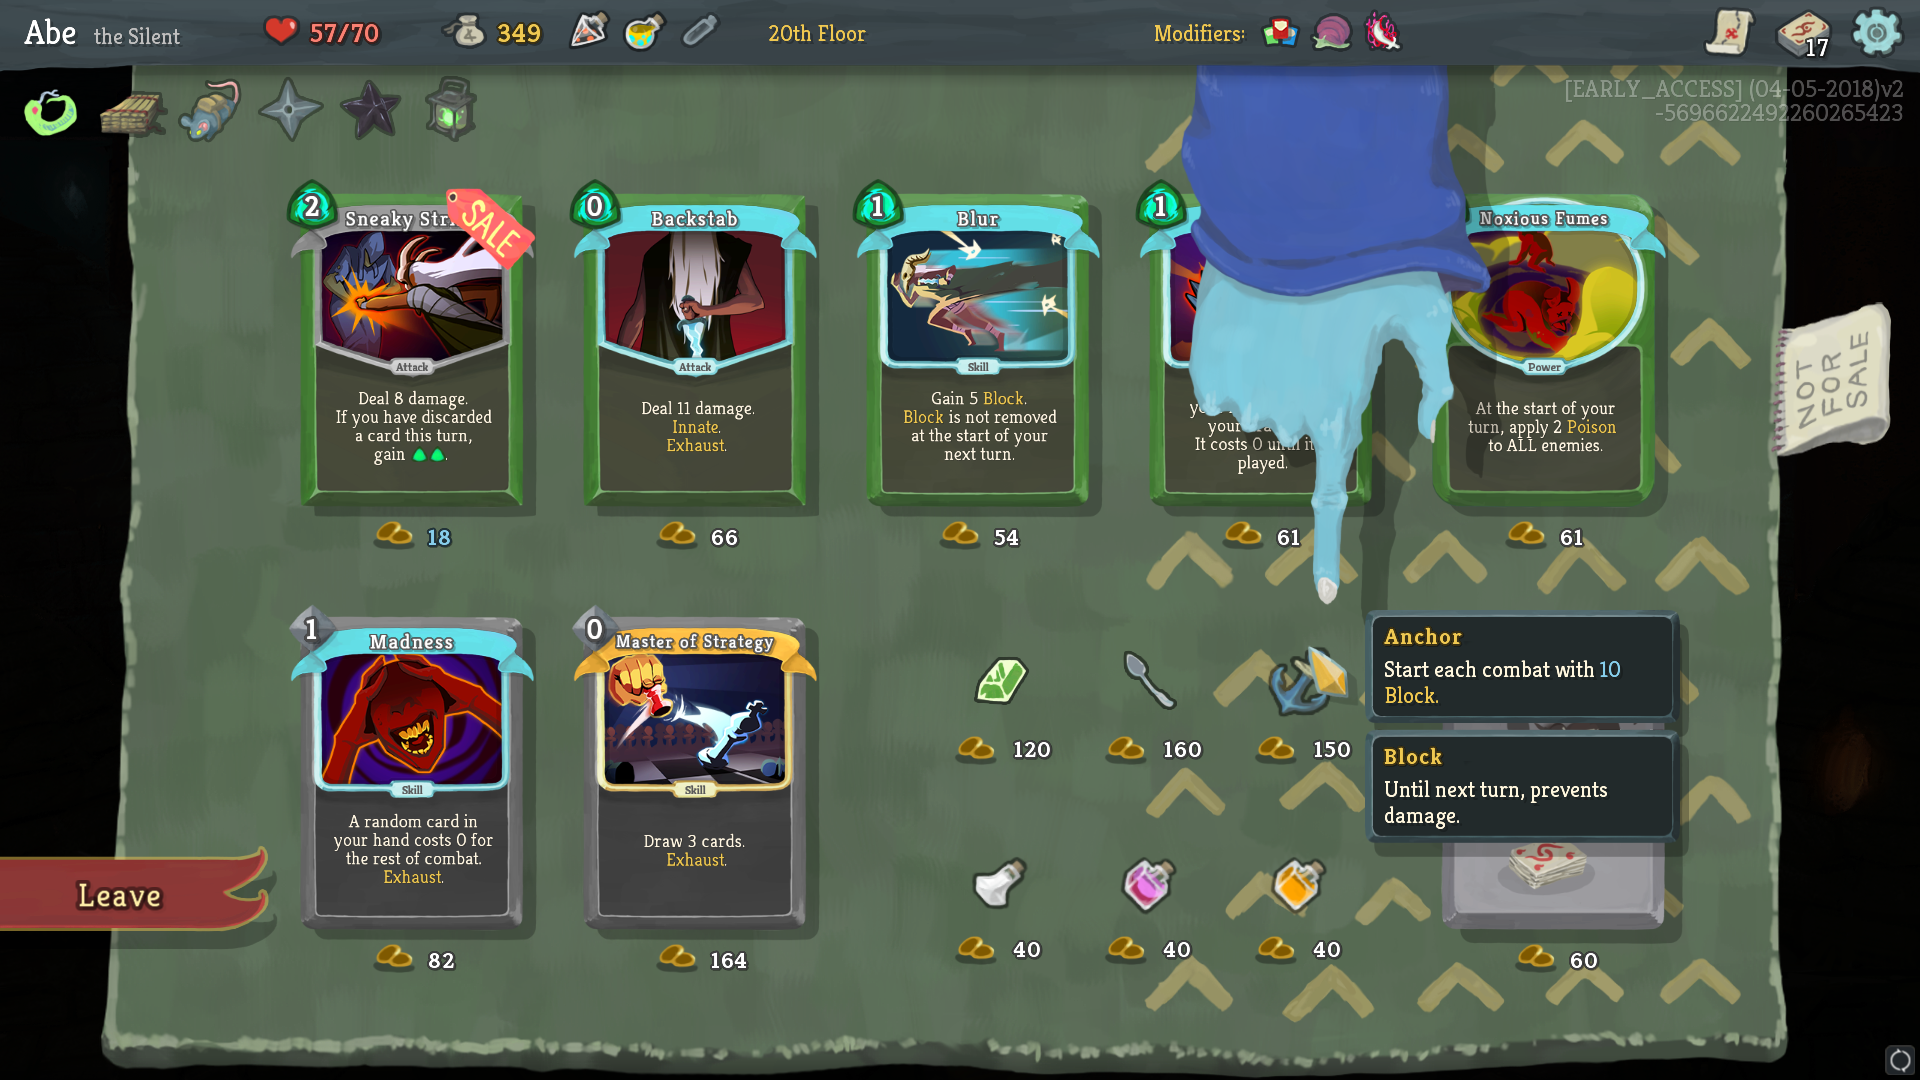 Abe the Silent
57/70
349
20th Floor
Modifiers:
17
[EARLY_ACCESS] (04-05-2018)v2
-5696622492260265423
2
SALE
Sneaky
Attack
Deal 8 damage.
If you have discarded
a card this turn,
gain
18
0
Backstab
Attack
Deal 11 damage.
Innate.
Exhaust.
66
1
Blur
Skill
Gain 5 Block.
Block is not removed
at the start of your
next turn.
54
1
your
It costs 0 until it
played.
61
Noxious Fumes
Power
At the start of your
turn, apply 2 Poison
to ALL enemies.
61
NOT
FOR
SALE
1
Madness
Skill
A random card in
your hand costs 0 for
the rest of combat.
Exhaust.
82
0
Master of Strategy
Skill
Draw 3 cards.
Exhaust.
164
120
160
150
Anchor
Start each combat with 10
Block.
Block
Until next turn, prevents
damage.
40
40
40
60
Leave